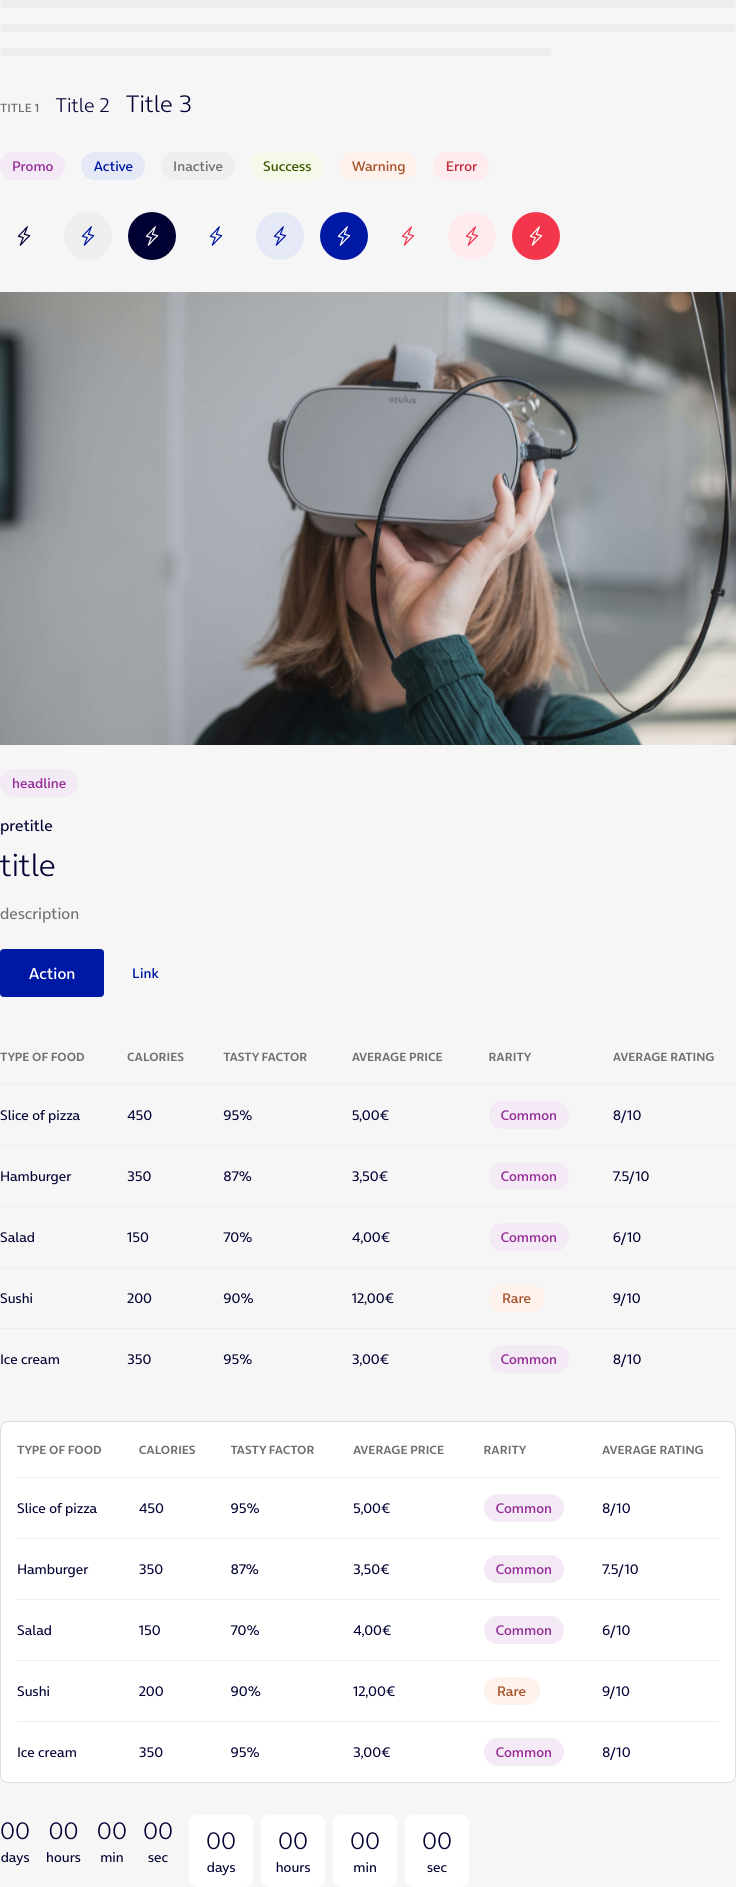 TITLE 1 Title 2 Title 3
Promo Active Inactive Success Warning Error
oculus
headline
pretitle
title
description
Action Link
TYPE OF FOOD CALORIES TASTY FACTOR AVERAGE PRICE RARITY AVERAGE RATING
Slice of pizza 450 95% 5,00€ Common 8/10
Hamburger 350 87% 3,50€ Common 7.5/10
Salad 150 70% 4,00€ Common 6/10
Sushi 200 90% 12,00€ Rare 9/10
Ice cream 350 95% 3,00€ Common 8/10
TYPE OF FOOD CALORIES TASTY FACTOR AVERAGE PRICE RARITY AVERAGE RATING
Slice of pizza 450 95% 5,00€ Common 8/10
Hamburger 350 87% 3,50€ Common 7.5/10
Salad 150 70% 4,00€ Common 6/10
Sushi 200 90% 12,00€ Rare 9/10
Ice cream 350 95% 3,00€ Common 8/10
00 00 00 00 00 00 00 00
days hours min sec days hours min sec